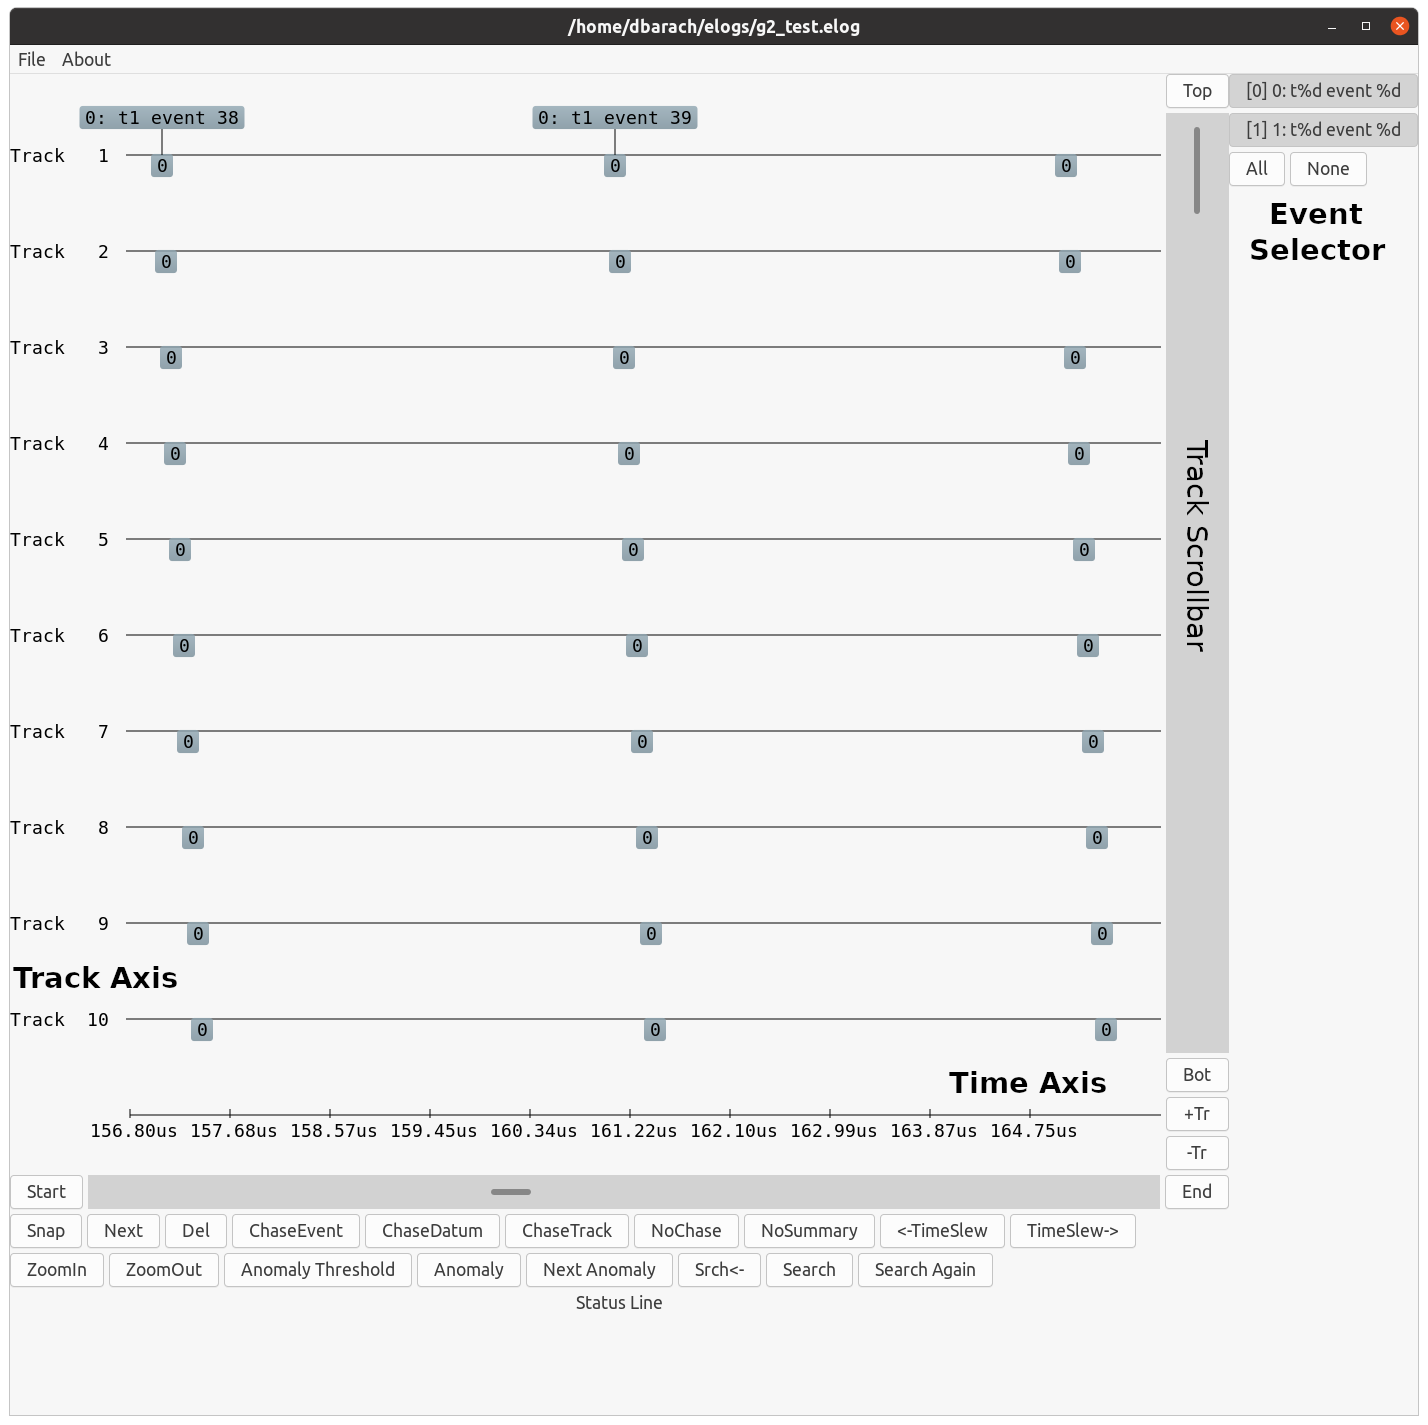 /home/dbarach/elogs/g2_test.elog
File About
Top [0] 0: t%d event %d
0: t1 event 38 0: t1 event 39
[1] 1: t%d event %d
Track 1 0 0 0
All None
Event
Selector
Track 2 0 0 0
Track 3 0 0 0
Track 4 0 0 0
Track Scrollbar
Track 5 0 0 0
Track 6 0 0 0
Track 7 0 0 0
Track 8 0 0 0
Track 9 0 0 0
Track Axis
Track 10 0 0 0
Time Axis
Bot
+Tr
156.80us 157.68us 158.57us 159.45us 160.34us 161.22us 162.10us 162.99us 163.87us 164.75us
-Tr
Start End
Snap Next Del ChaseEvent ChaseDatum ChaseTrack NoChase NoSummary <-TimeSlew TimeSlew->
ZoomIn ZoomOut Anomaly Threshold Anomaly Next Anomaly Srch<- Search Search Again
Status Line